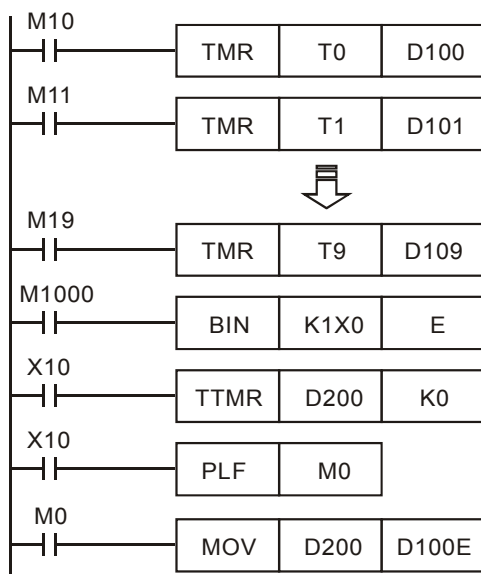 M10
TMR T0 D100
M11
TMR T1 D101
M19
TMR T9 D109
M1000
BIN K1X0 E
X10
TTMR D200 K0
X10
PLF M0
M0
MOV D200 D100E